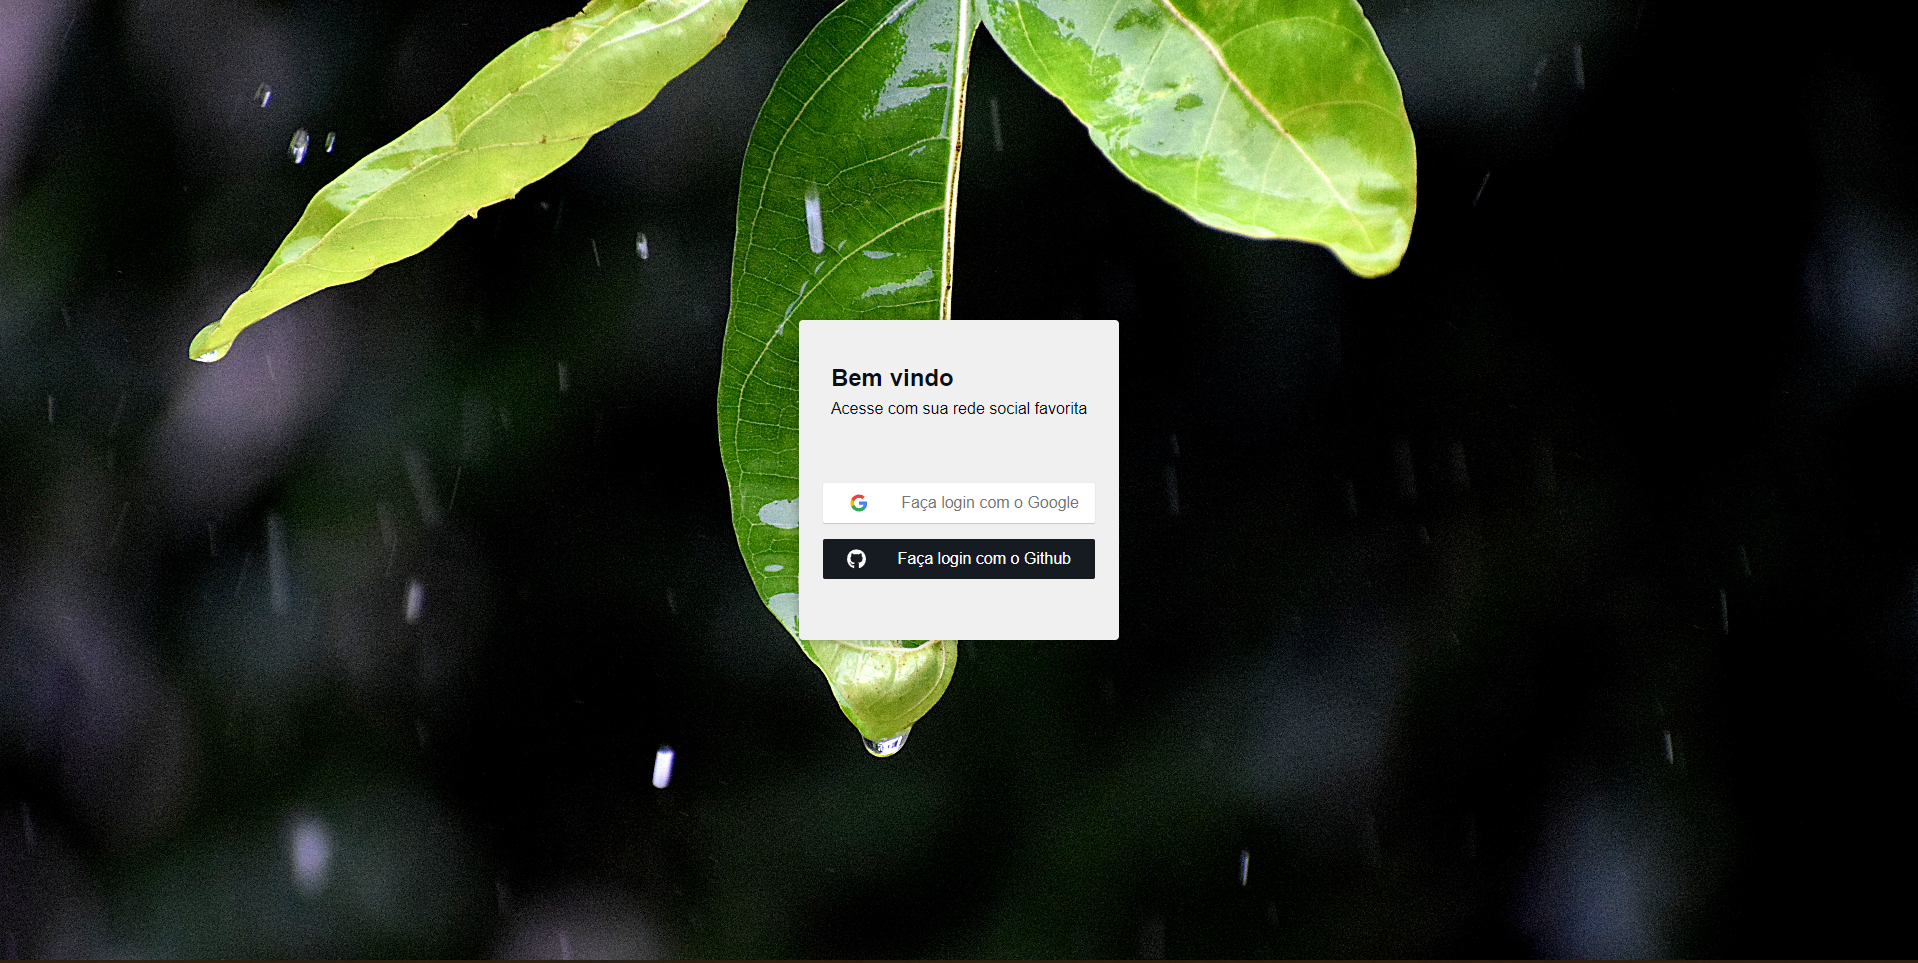 Bem vindo
Acesse com sua rede social favorita
Faça login com o Google
Faça login com o Github